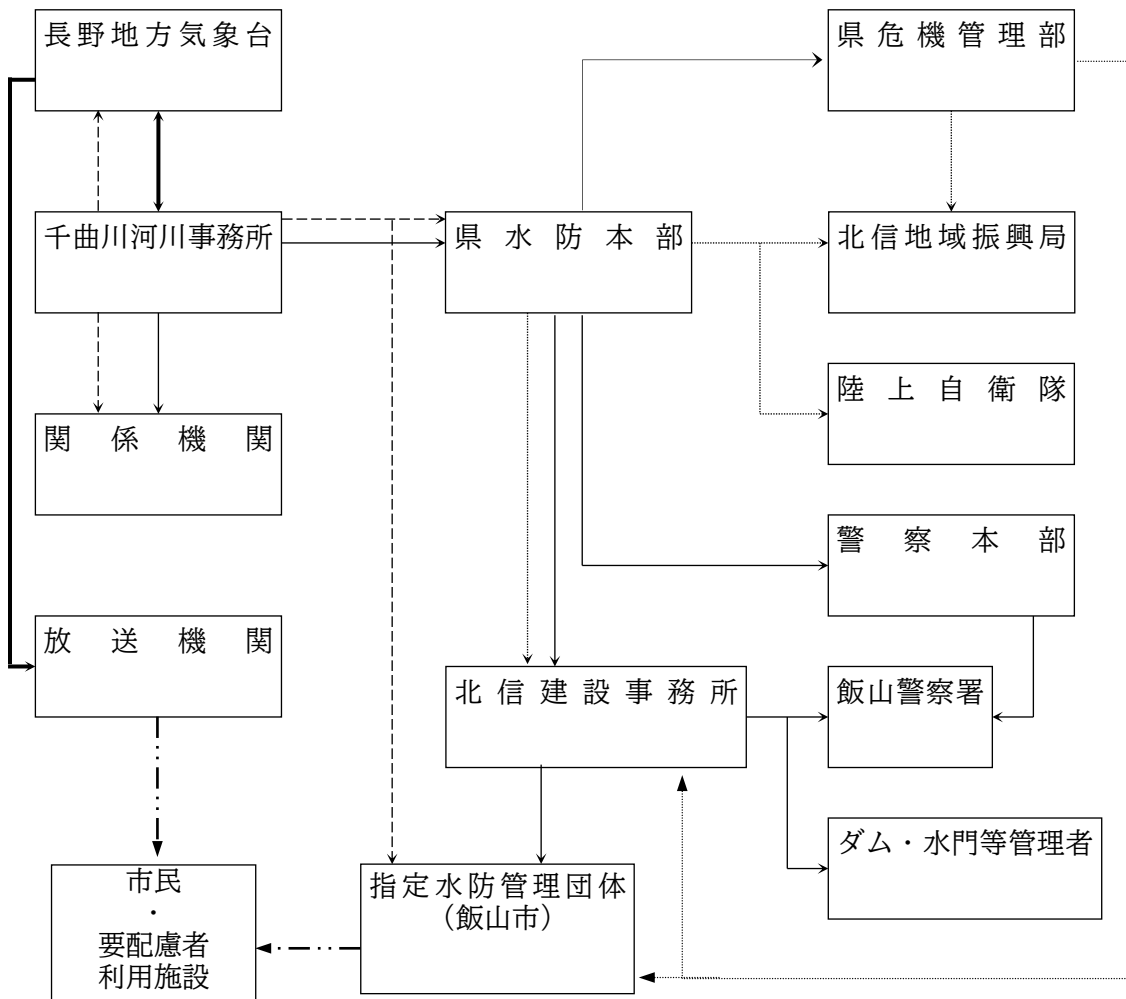 長野地方気象台
県危機管理部
千曲川河川事務所
県水防本部
北信地域振興局
陸上自衛隊
関係機関
警察本部
放送機関
北信建設事務所
飯山警察署
ダム・水門等管理者
市民
・
要配慮者
利用施設
指定水防管理団体
（飯山市）